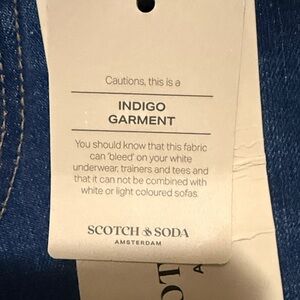 Cautions, this is a
INDIGO
GARMENT
You should know that this fabric
can 'bleed' on your white
underwear, trainers and tees and
that it can not be combined with
white or light coloured sofas.
SCOTCH & SODA
AMSTERDAM